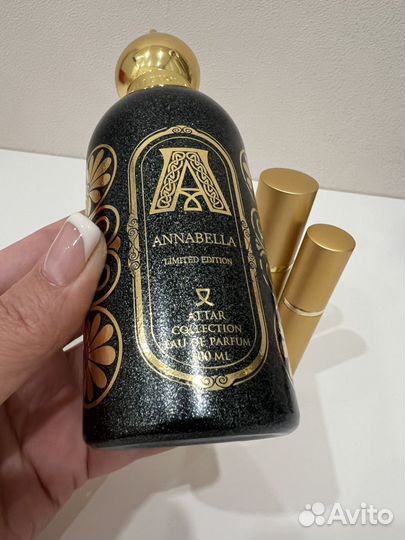 A
ANNABELLA
LIMITED EDITION
ATTAR
COLLECTION
EAU DE PARFUM
100 ML
Avito